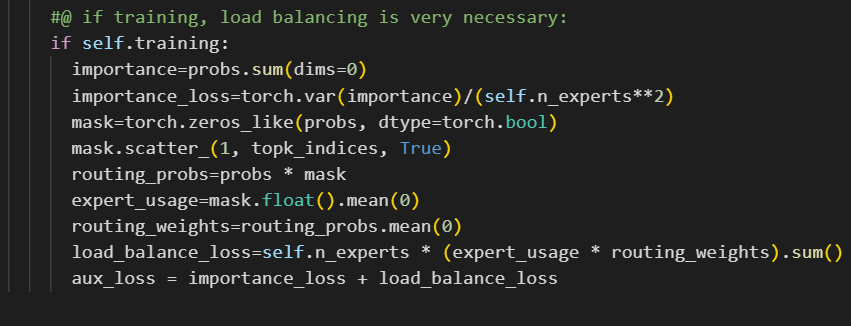 #@ if training, load balancing is very necessary:
if self.training:
importance=probs.sum(dims=0)
importance_loss=torch.var(importance)/(self.n_experts**2)
mask=torch.zeros_like(probs, dtype=torch.bool)
mask.scatter_(1, topk_indices, True)
routing_probs=probs * mask
expert_usage=mask.float().mean(0)
routing_weights=routing_probs.mean(0)
load_balance_loss=self.n_experts * (expert_usage * routing_weights).sum()
aux_loss = importance_loss + load_balance_loss